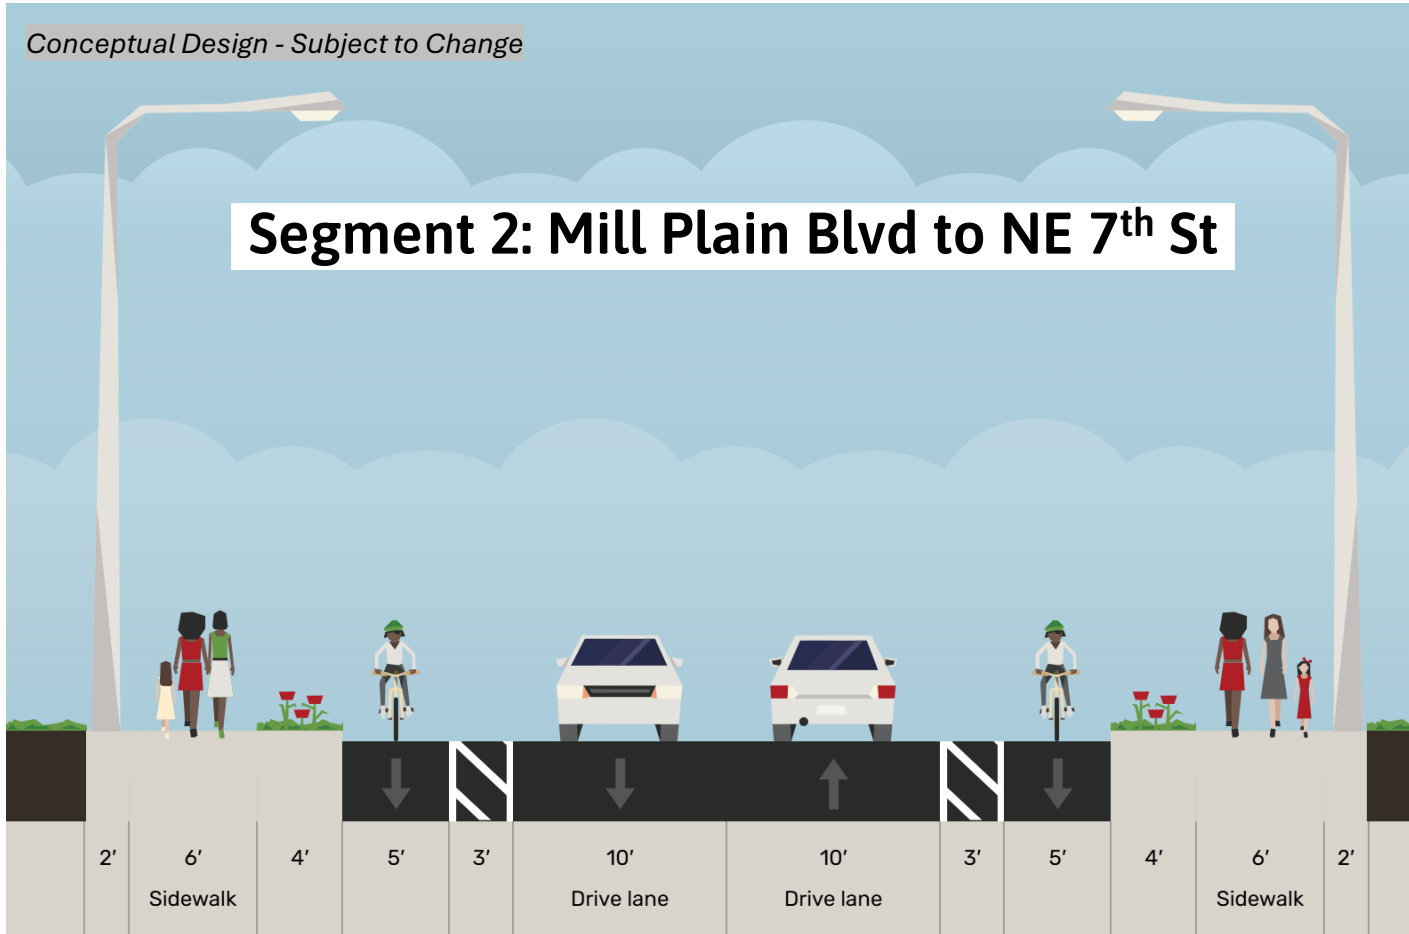 Conceptual Design - Subject to Change
Segment 2: Mill Plain Blvd to NE 7th St
2’ 6’ 4’ 5’ 3’ 10’ 10’ 3’ 5’ 4’ 6’ 2’
Sidewalk Drive lane Drive lane Sidewalk